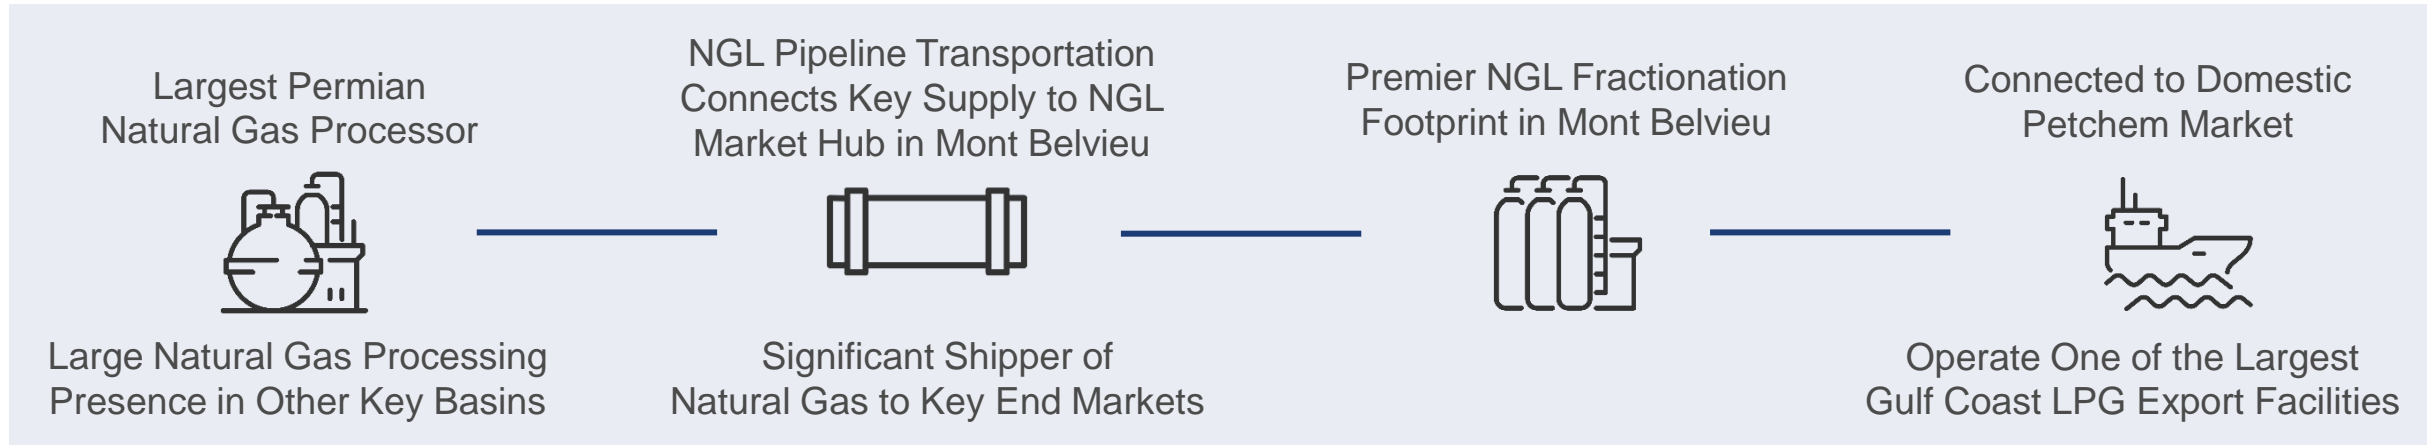 Largest Permian
Natural Gas Processor
Large Natural Gas Processing
Presence in Other Key Basins
NGL Pipeline Transportation
Connects Key Supply to NGL
Market Hub in Mont Belvieu
Significant Shipper of
Natural Gas to Key End Markets
Premier NGL Fractionation
Footprint in Mont Belvieu
Connected to Domestic
Petchem Market
Operate One of the Largest
Gulf Coast LPG Export Facilities